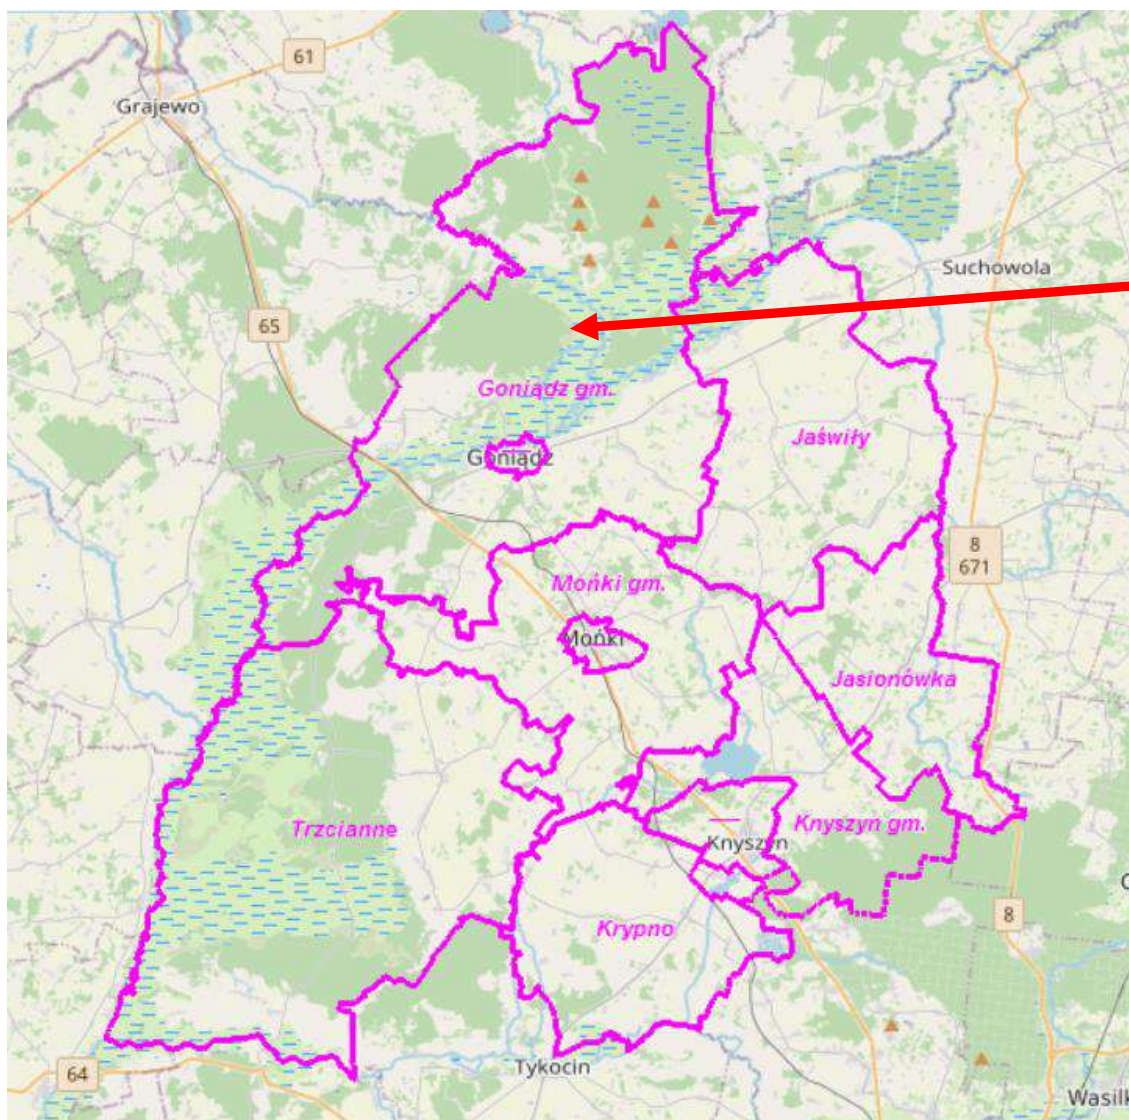 61
Grajewo
Suchowola
65
Goniądz gm.
Jaświły
Goniądz
8
671
Mońki gm.
Mońki
Jasionówka
Trzcianne
Knyszyn gm.
Knyszyn
8
Krypno
Tykocin
64
Wasilk